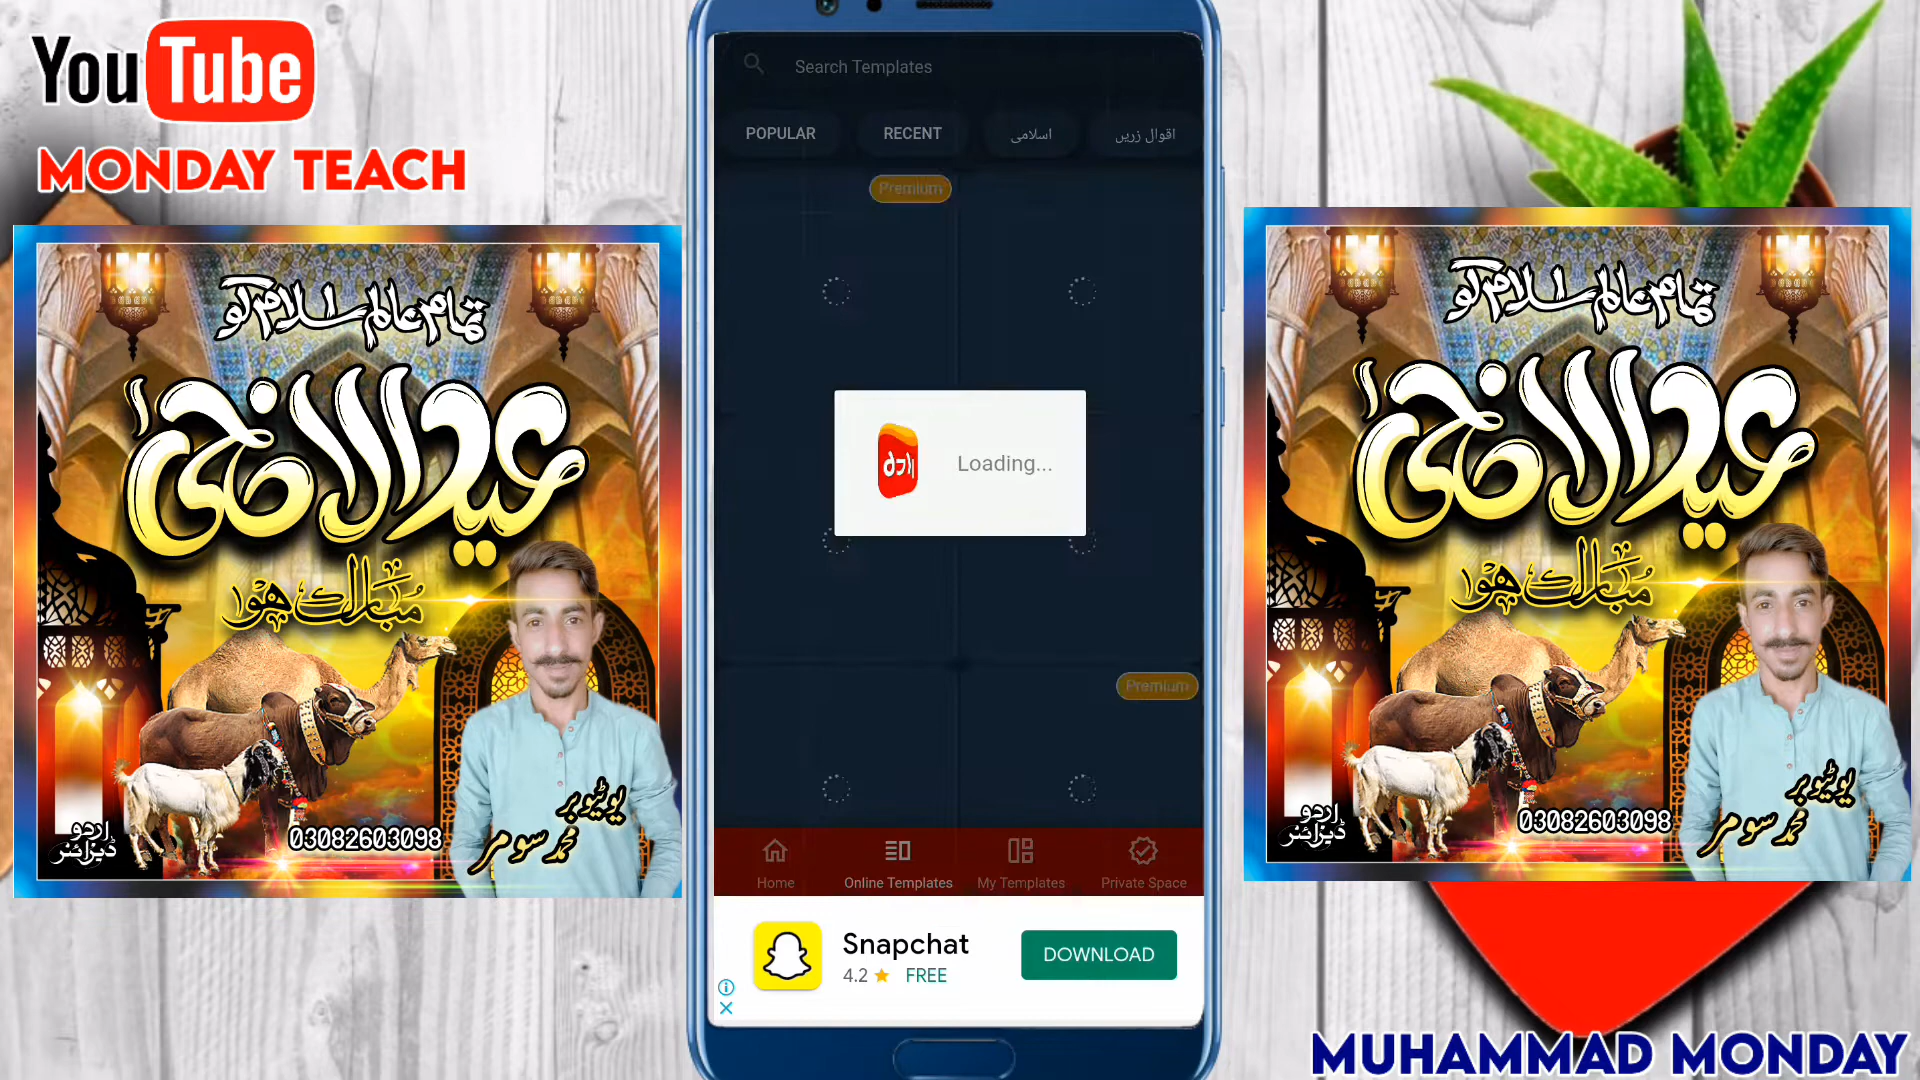 YouTube
MONDAY TEACH
تمام عالم اسلام کو
عید الاضحیٰ
مُبارک ہو
یوٹیوبر
محمد سومر
03082603098
اردو
ڈیزائنر
Search Templates
POPULAR
RECENT
اسلامی
اقوال زریں
Premium
Loading...
Premium
Home
Online Templates
My Templates
Private Space
Snapchat
4.2 ★ FREE
DOWNLOAD
تمام عالم اسلام کو
عید الاضحیٰ
مُبارک ہو
یوٹیوبر
محمد سومر
03082603098
اردو
ڈیزائنر
MUHAMMAD MONDAY